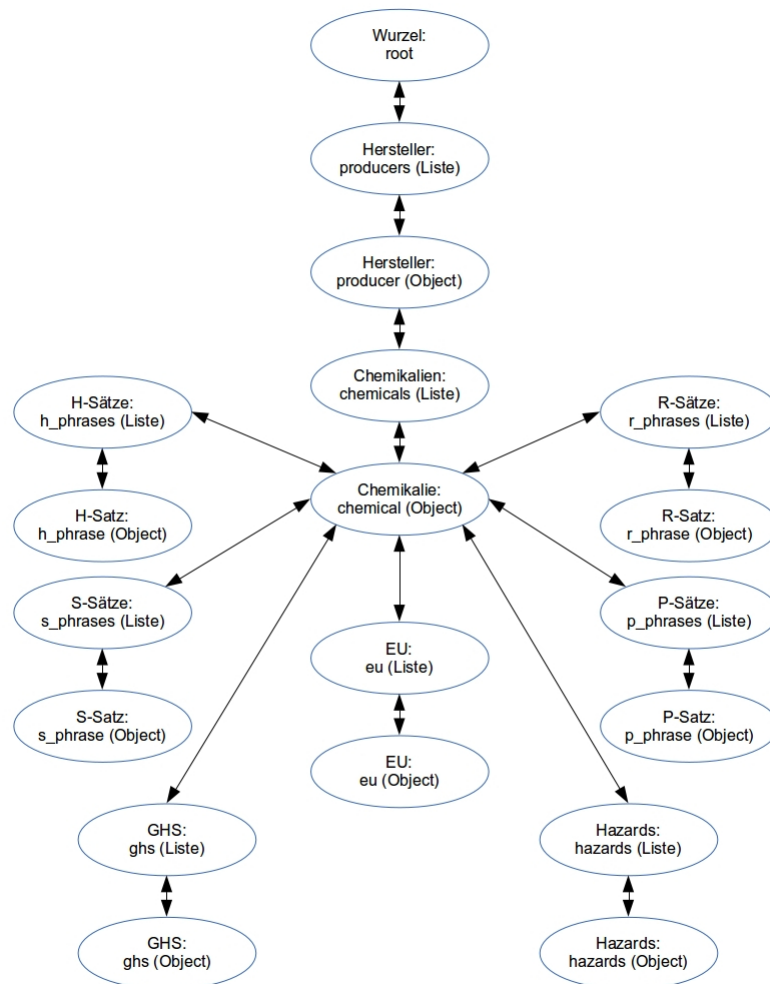 Wurzel:
root
Hersteller:
producers (Liste)
Hersteller:
producer (Object)
Chemikalien:
chemicals (Liste)
H-Sätze:
h_phrases (Liste)
R-Sätze:
r_phrases (Liste)
Chemikalie:
chemical (Object)
H-Satz:
h_phrase (Object)
R-Satz:
r_phrase (Object)
S-Sätze:
s_phrases (Liste)
P-Sätze:
p_phrases (Liste)
EU:
eu (Liste)
S-Satz:
s_phrase (Object)
P-Satz:
p_phrase (Object)
EU:
eu (Object)
GHS:
ghs (Liste)
Hazards:
hazards (Liste)
GHS:
ghs (Object)
Hazards:
hazards (Object)